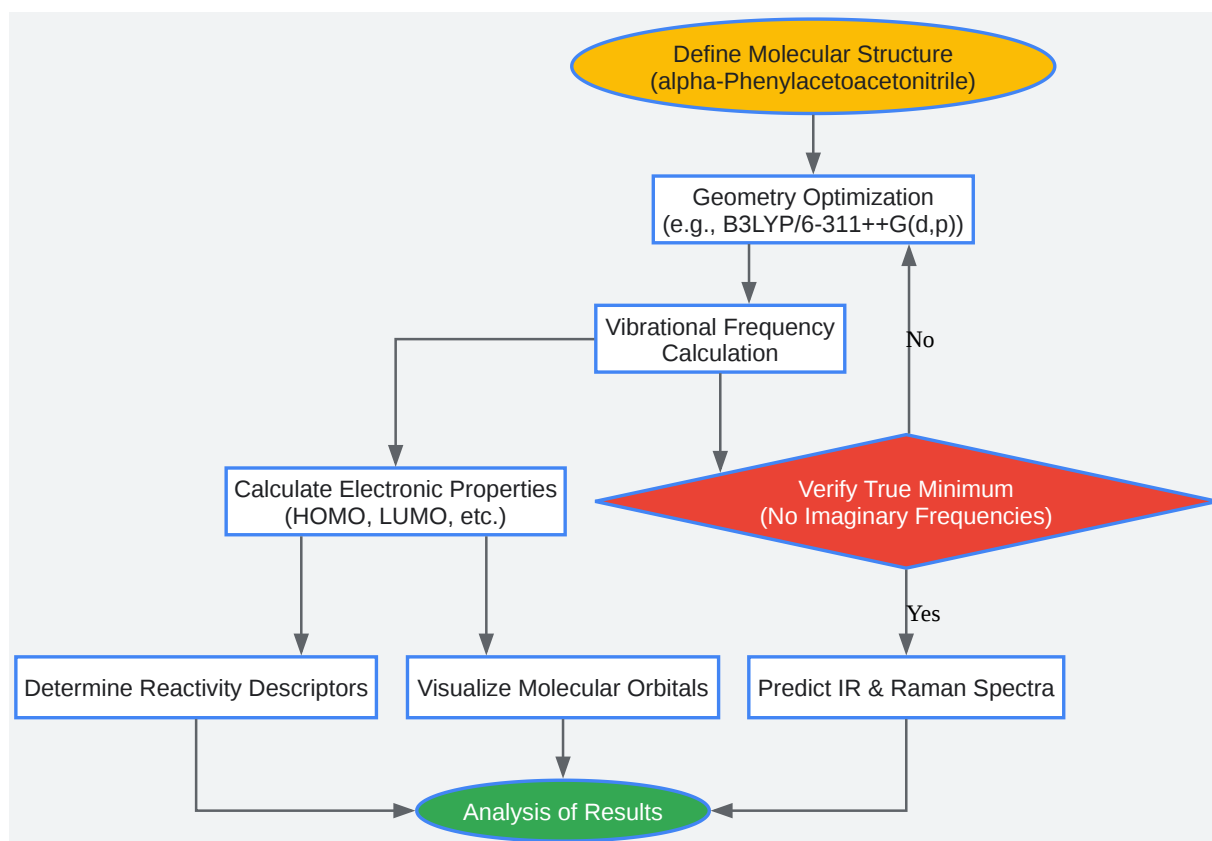 Define Molecular Structure
(alpha-Phenylacetoacetonitrile)
Geometry Optimization
(e.g., B3LYP/6-311++G(d,p))
Vibrational Frequency
Calculation
No
Calculate Electronic Properties
(HOMO, LUMO, etc.)
Verify True Minimum
(No Imaginary Frequencies)
Yes
Determine Reactivity Descriptors
Visualize Molecular Orbitals
Predict IR & Raman Spectra
Analysis of Results